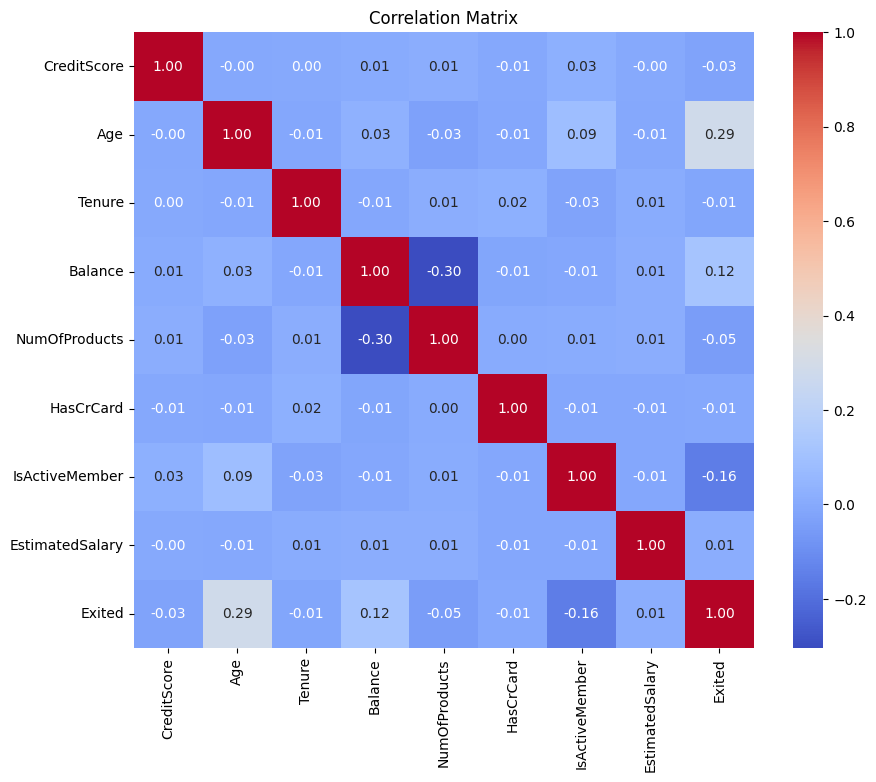 Correlation Matrix
CreditScore 1.00 -0.00 0.00 0.01 0.01 -0.01 0.03 -0.00 -0.03
Age -0.00 1.00 -0.01 0.03 -0.03 -0.01 0.09 -0.01 0.29
Tenure 0.00 -0.01 1.00 -0.01 0.01 0.02 -0.03 0.01 -0.01
Balance 0.01 0.03 -0.01 1.00 -0.30 -0.01 -0.01 0.01 0.12
NumOfProducts 0.01 -0.03 0.01 -0.30 1.00 0.00 0.01 0.01 -0.05
HasCrCard -0.01 -0.01 0.02 -0.01 0.00 1.00 -0.01 -0.01 -0.01
IsActiveMember 0.03 0.09 -0.03 -0.01 0.01 -0.01 1.00 -0.01 -0.16
EstimatedSalary -0.00 -0.01 0.01 0.01 0.01 -0.01 -0.01 1.00 0.01
Exited -0.03 0.29 -0.01 0.12 -0.05 -0.01 -0.16 0.01 1.00
CreditScore
Age
Tenure
Balance
NumOfProducts
HasCrCard
IsActiveMember
EstimatedSalary
Exited
1.0
0.8
0.6
0.4
0.2
0.0
−0.2